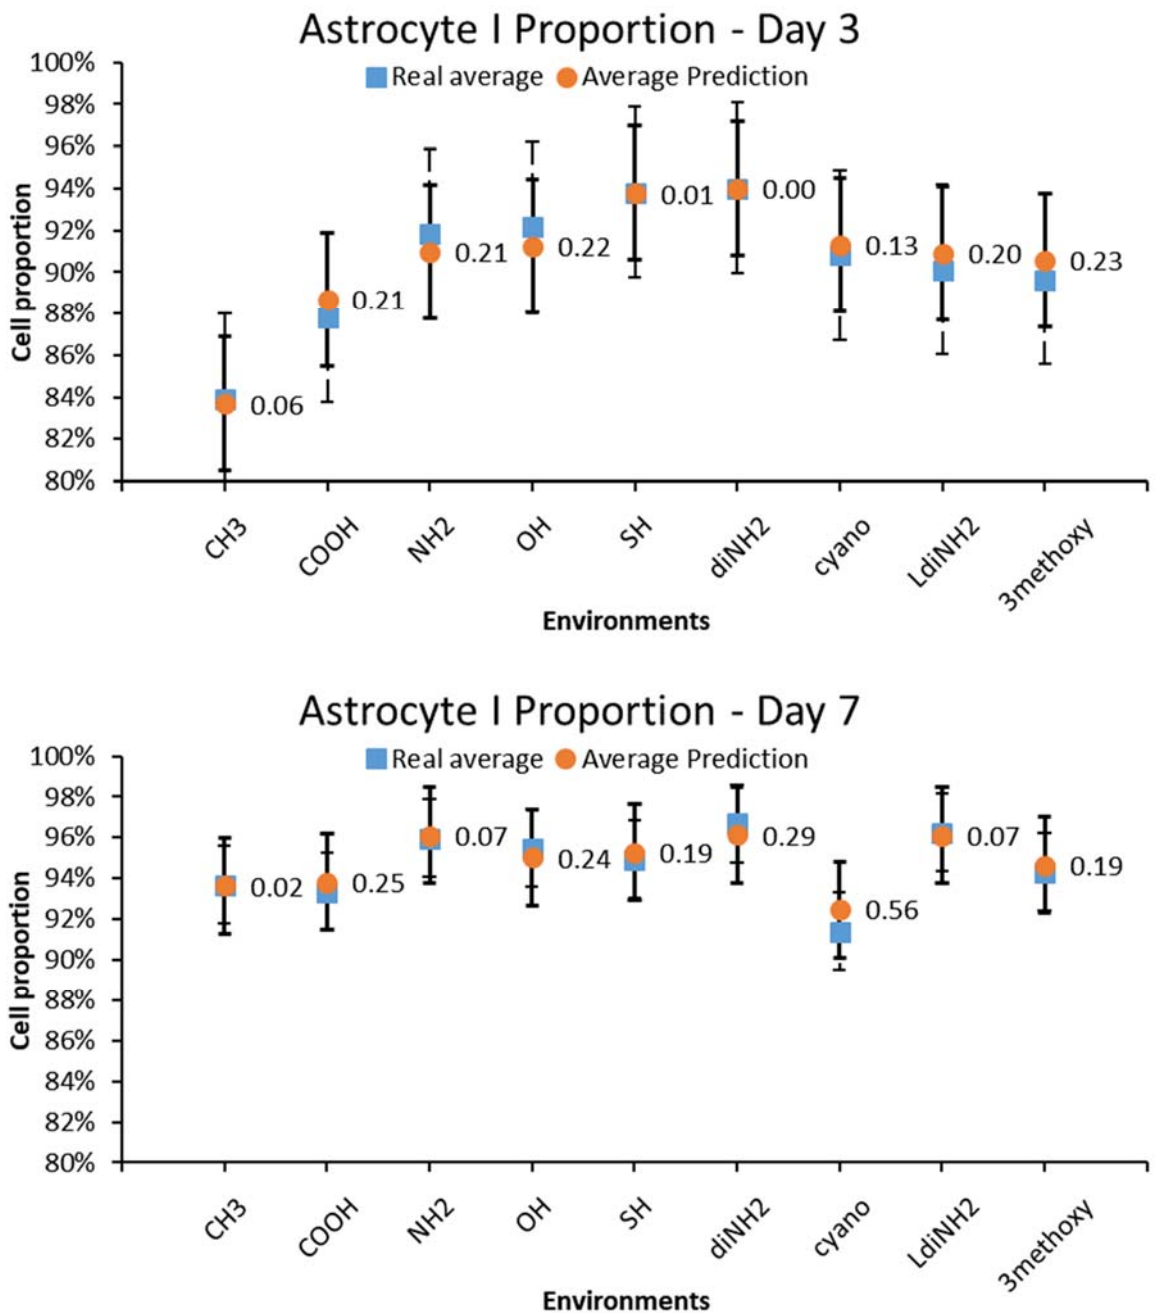 Astrocyte I Proportion - Day 3
Real average Average Prediction
Cell proportion
100%
98%
96%
94%
92%
90%
88%
86%
84%
82%
80%
0.06
0.21
0.21
0.22
0.01
0.00
0.13
0.20
0.23
CH3
COOH
NH2
OH
SH
diNH2
cyano
LdiNH2
3methoxy
Environments
Astrocyte I Proportion - Day 7
Real average Average Prediction
Cell proportion
100%
98%
96%
94%
92%
90%
88%
86%
84%
82%
80%
0.02
0.25
0.07
0.24
0.19
0.29
0.56
0.07
0.19
CH3
COOH
NH2
OH
SH
diNH2
cyano
LdiNH2
3methoxy
Environments